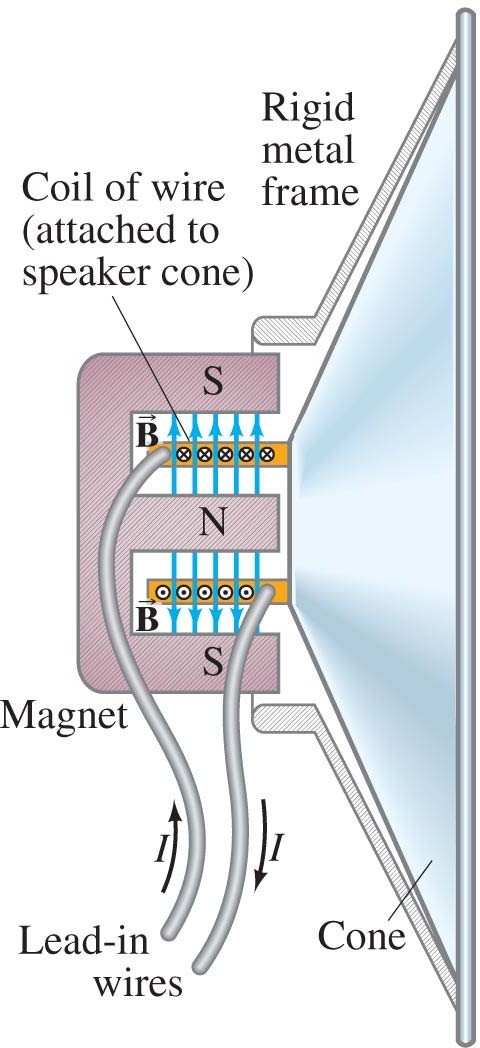 Rigid
metal
frame
Coil of wire
(attached to
speaker cone)
S
B⃗
N
B⃗
S
Magnet
I
I
Lead-in
wires
Cone